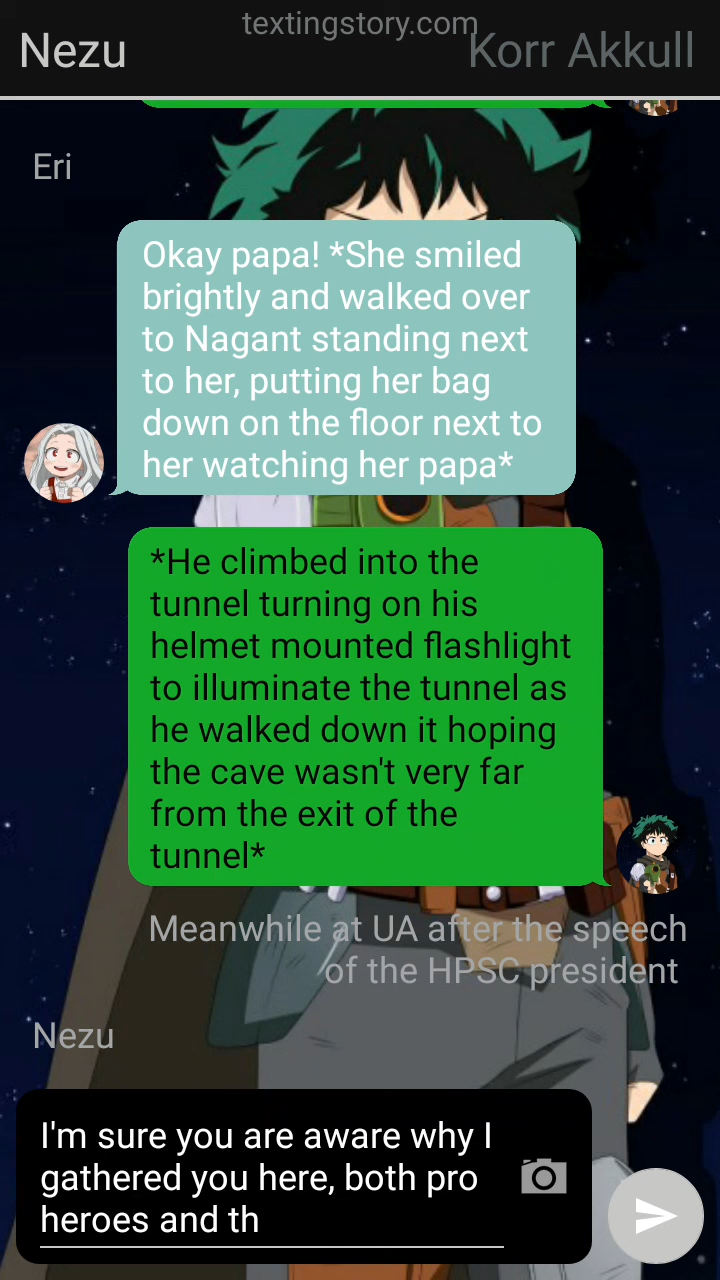 textingstory.com
Nezu
Korr Akkull
Eri
Okay papa! *She smiled
brightly and walked over
to Nagant standing next
to her, putting her bag
down on the floor next to
her watching her papa*
*He climbed into the
tunnel turning on his
helmet mounted flashlight
to illuminate the tunnel as
he walked down it hoping
the cave wasn't very far
from the exit of the
tunnel*
Meanwhile at UA after the speech
of the HPSC president
Nezu
I'm sure you are aware why I
gathered you here, both pro
heroes and th